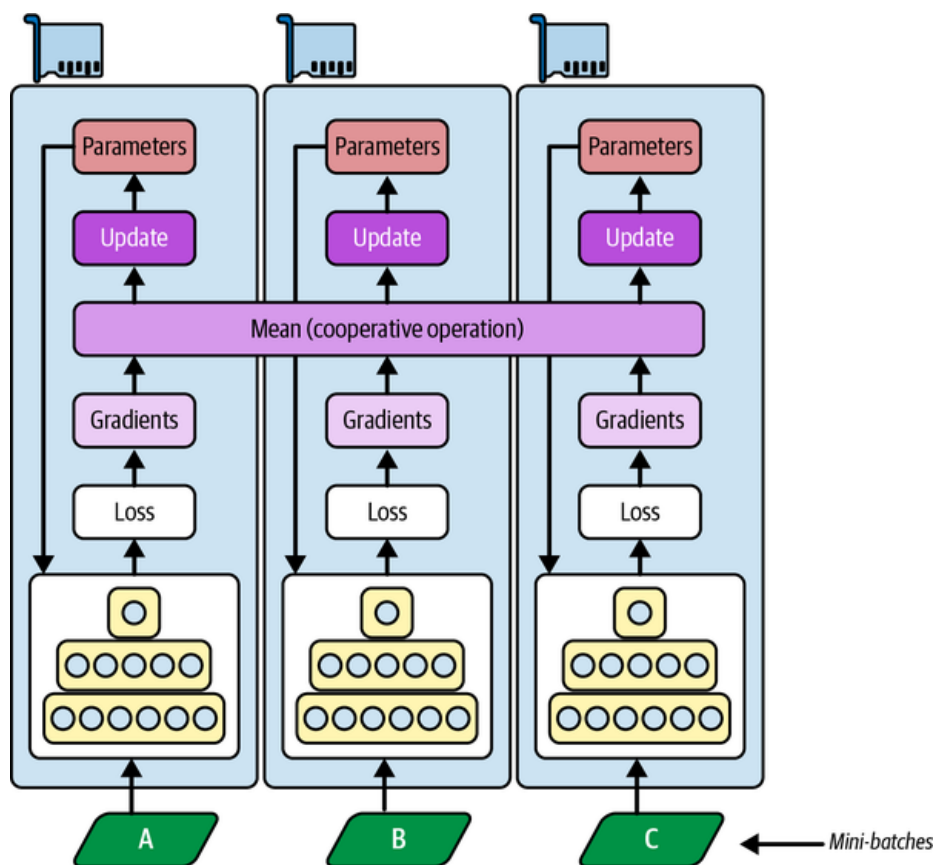 Parameters Parameters Parameters
Update Update Update
Mean (cooperative operation)
Gradients Gradients Gradients
Loss Loss Loss
A B C
Mini-batches